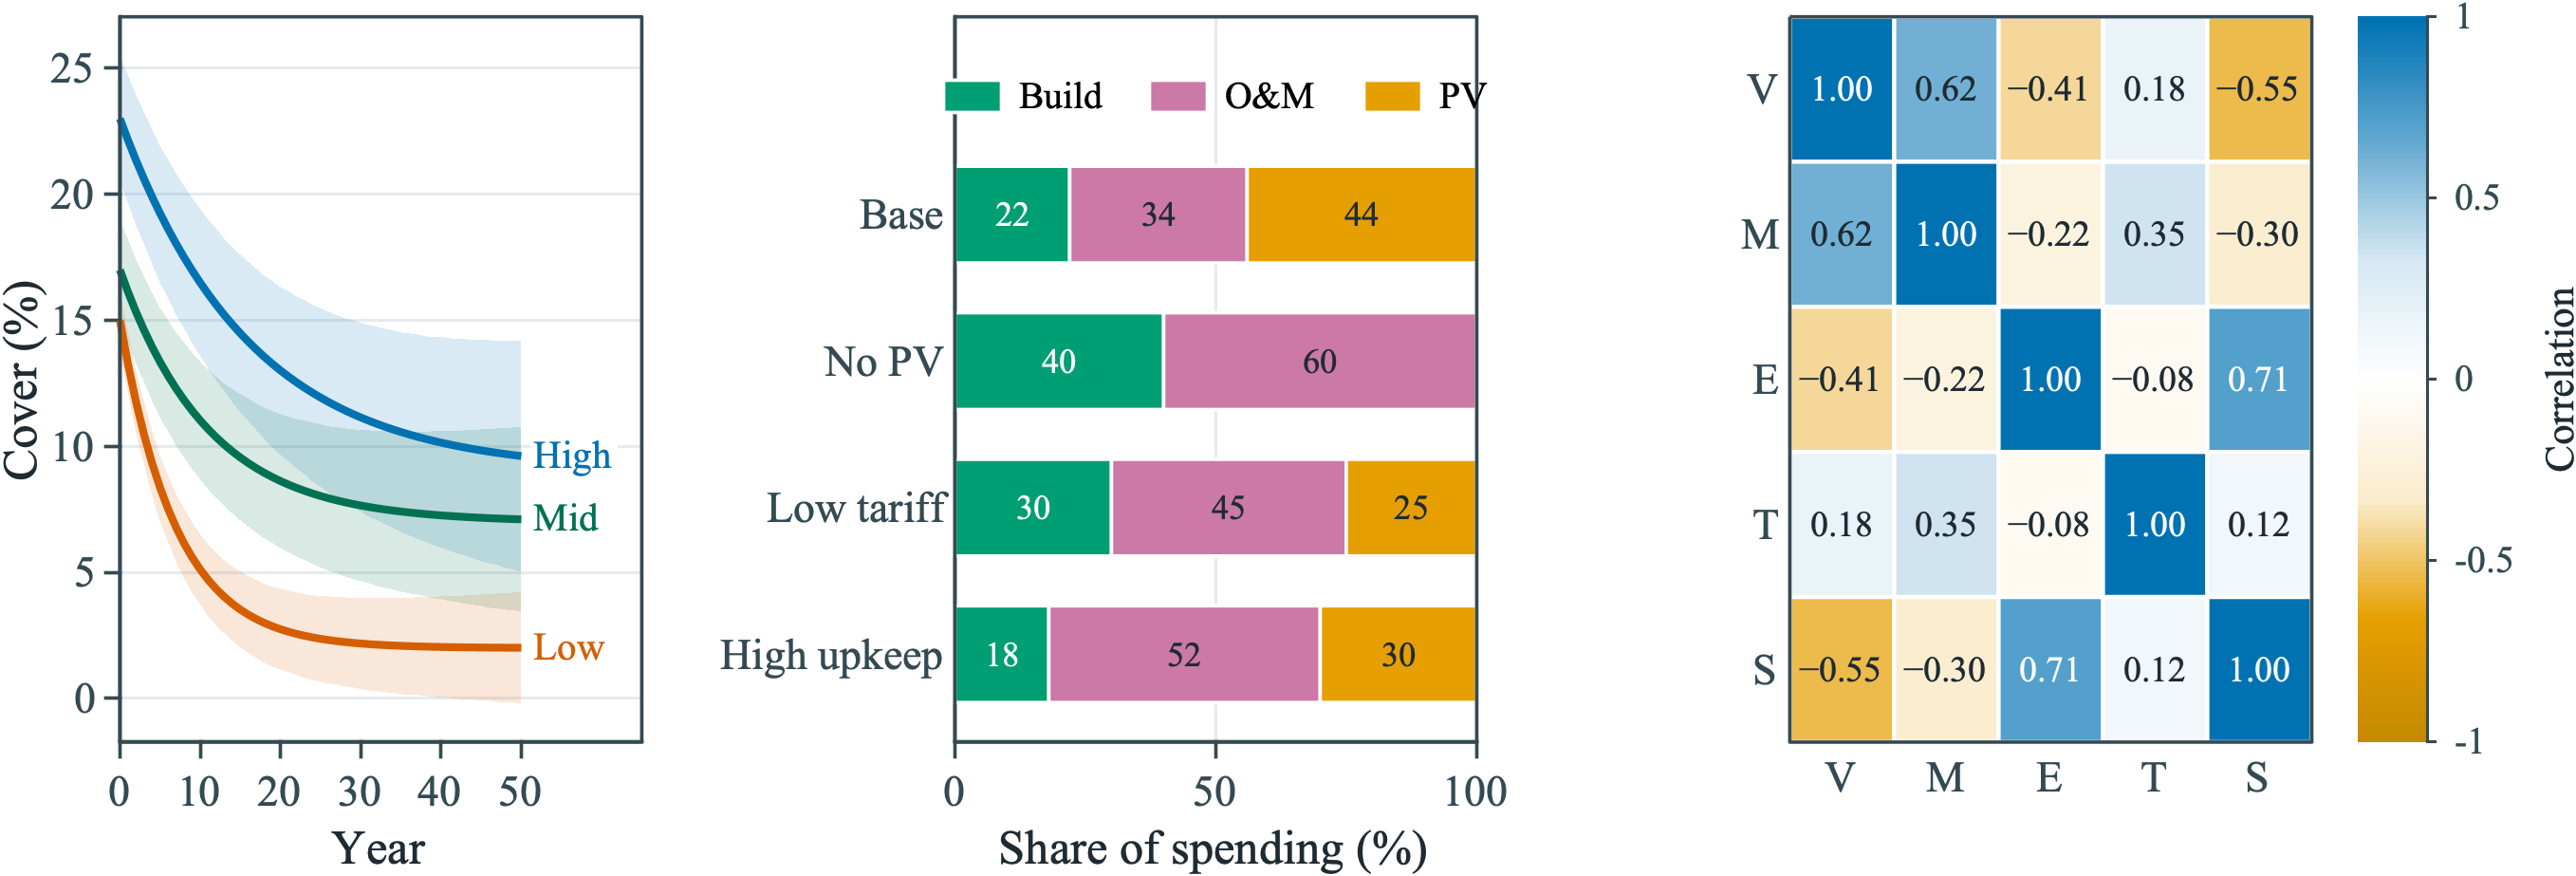 25
20
15
10
5
0
Cover (%)
High
Mid
Low
0 10 20 30 40 50
Year
Build O&M PV
Base 22 34 44
No PV 40 60
Low tariff 30 45 25
High upkeep 18 52 30
0 50 100
Share of spending (%)
V 1.00 0.62 −0.41 0.18 −0.55
M 0.62 1.00 −0.22 0.35 −0.30
E −0.41 −0.22 1.00 −0.08 0.71
T 0.18 0.35 −0.08 1.00 0.12
S −0.55 −0.30 0.71 0.12 1.00
V M E T S
1
0.5
0
-0.5
-1
Correlation